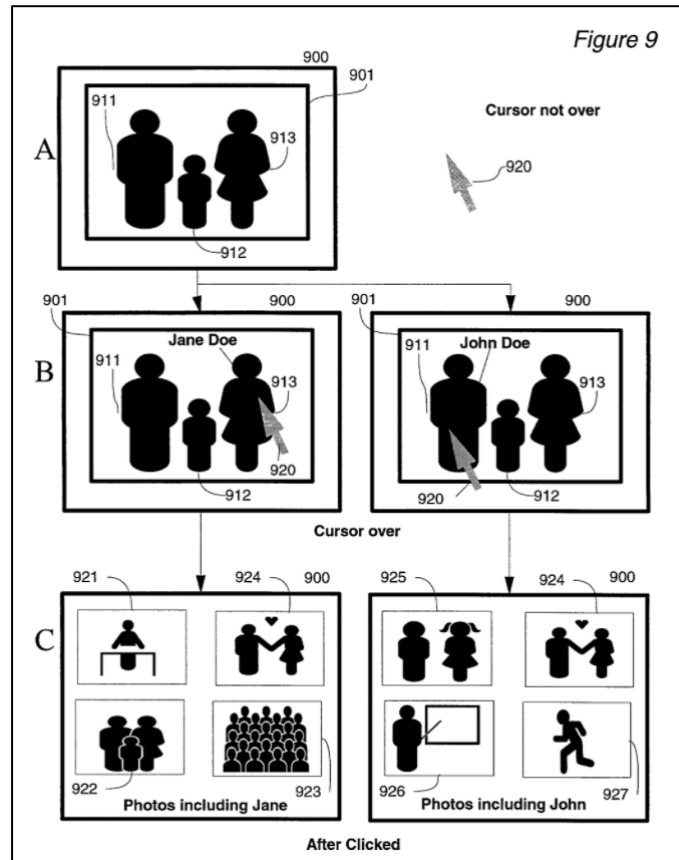 Figure 9
900
901
911
Cursor not over
A
913
920
912
901
900
901
900
Jane Doe
John Doe
911
911
B
913
913
920
912
920
912
Cursor over
921
924
900
925
924
900
C
922
Photos including Jane
923
926
Photos including John
927
After Clicked